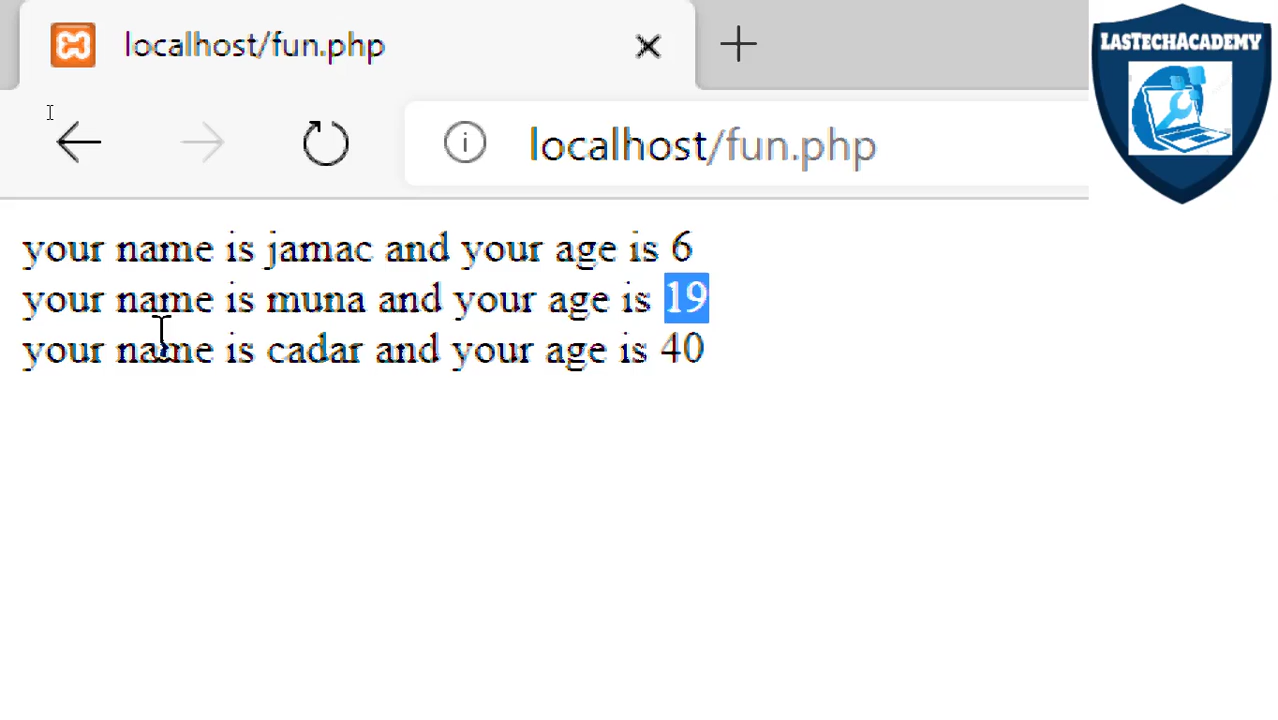 localhost/fun.php
LASTECHACADEMY
localhost/fun.php
your name is jamac and your age is 6
your name is muna and your age is 19
your name is cadar and your age is 40